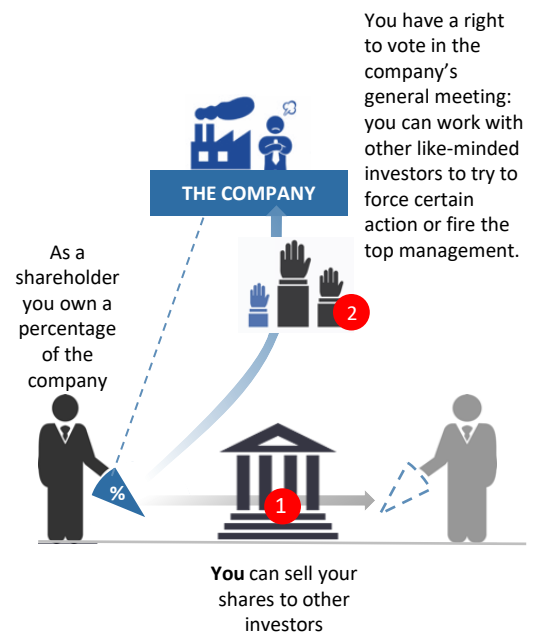 You have a right
to vote in the
company’s
general meeting:
you can work with
other like-minded
investors to try to
force certain
action or fire the
top management.
THE COMPANY
As a
shareholder
you own a
percentage
of the
company
2
%
1
You can sell your
shares to other
investors